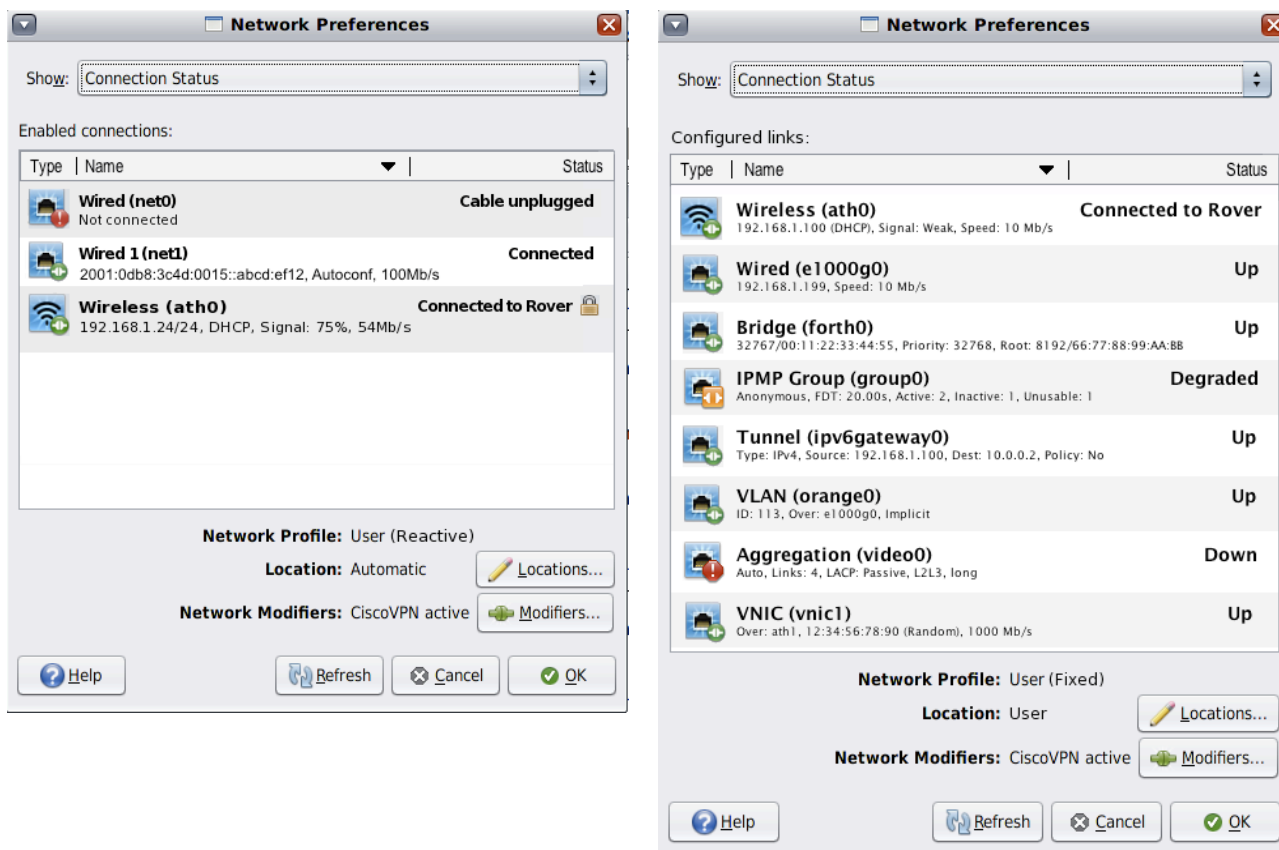 Network Preferences
Show: Connection Status
Enabled connections:
Type Name Status
Wired (net0) Cable unplugged
Not connected
Wired 1 (net1) Connected
2001:0db8:3c4d:0015::abcd:ef12, Autoconf, 100Mb/s
Wireless (ath0) Connected to Rover
192.168.1.24/24, DHCP, Signal: 75%, 54Mb/s
Network Profile: User (Reactive)
Location: Automatic Locations...
Network Modifiers: CiscoVPN active Modifiers...
Help Refresh Cancel OK
Network Preferences
Show: Connection Status
Configured links:
Type Name Status
Wireless (ath0) Connected to Rover
192.168.1.100 (DHCP), Signal: Weak, Speed: 10 Mb/s
Wired (e1000g0) Up
192.168.1.199, Speed: 10 Mb/s
Bridge (forth0) Up
32767/00:11:22:33:44:55, Priority: 32768, Root: 8192/66:77:88:99:AA:BB
IPMP Group (group0) Degraded
Anonymous, FDT: 20.00s, Active: 2, Inactive: 1, Unusable: 1
Tunnel (ipv6gateway0) Up
Type: IPv4, Source: 192.168.1.100, Dest: 10.0.0.2, Policy: No
VLAN (orange0) Up
ID: 113, Over: e1000g0, Implicit
Aggregation (video0) Down
Auto, Links: 4, LACP: Passive, L2L3, long
VNIC (vnic1) Up
Over: ath1, 12:34:56:78:90 (Random), 1000 Mb/s
Network Profile: User (Fixed)
Location: User Locations...
Network Modifiers: CiscoVPN active Modifiers...
Help Refresh Cancel OK